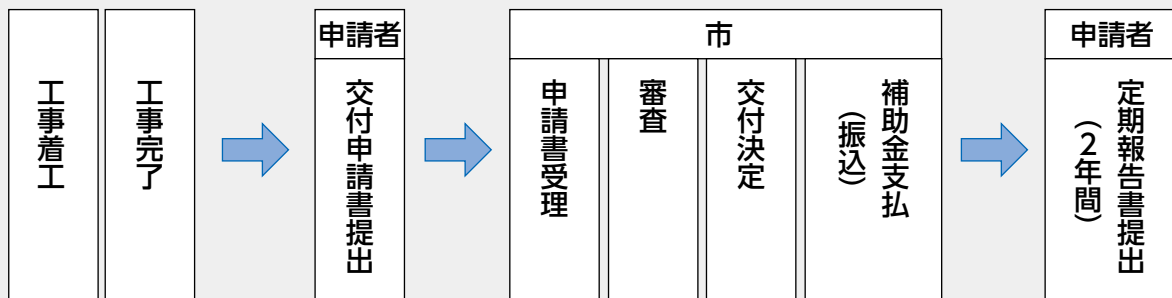 工事着工
工事完了
申請者
交付申請書提出
市
申請書受理
審査
交付決定
補助金支払
（振込）
申請者
定期報告書提出
（２年間）